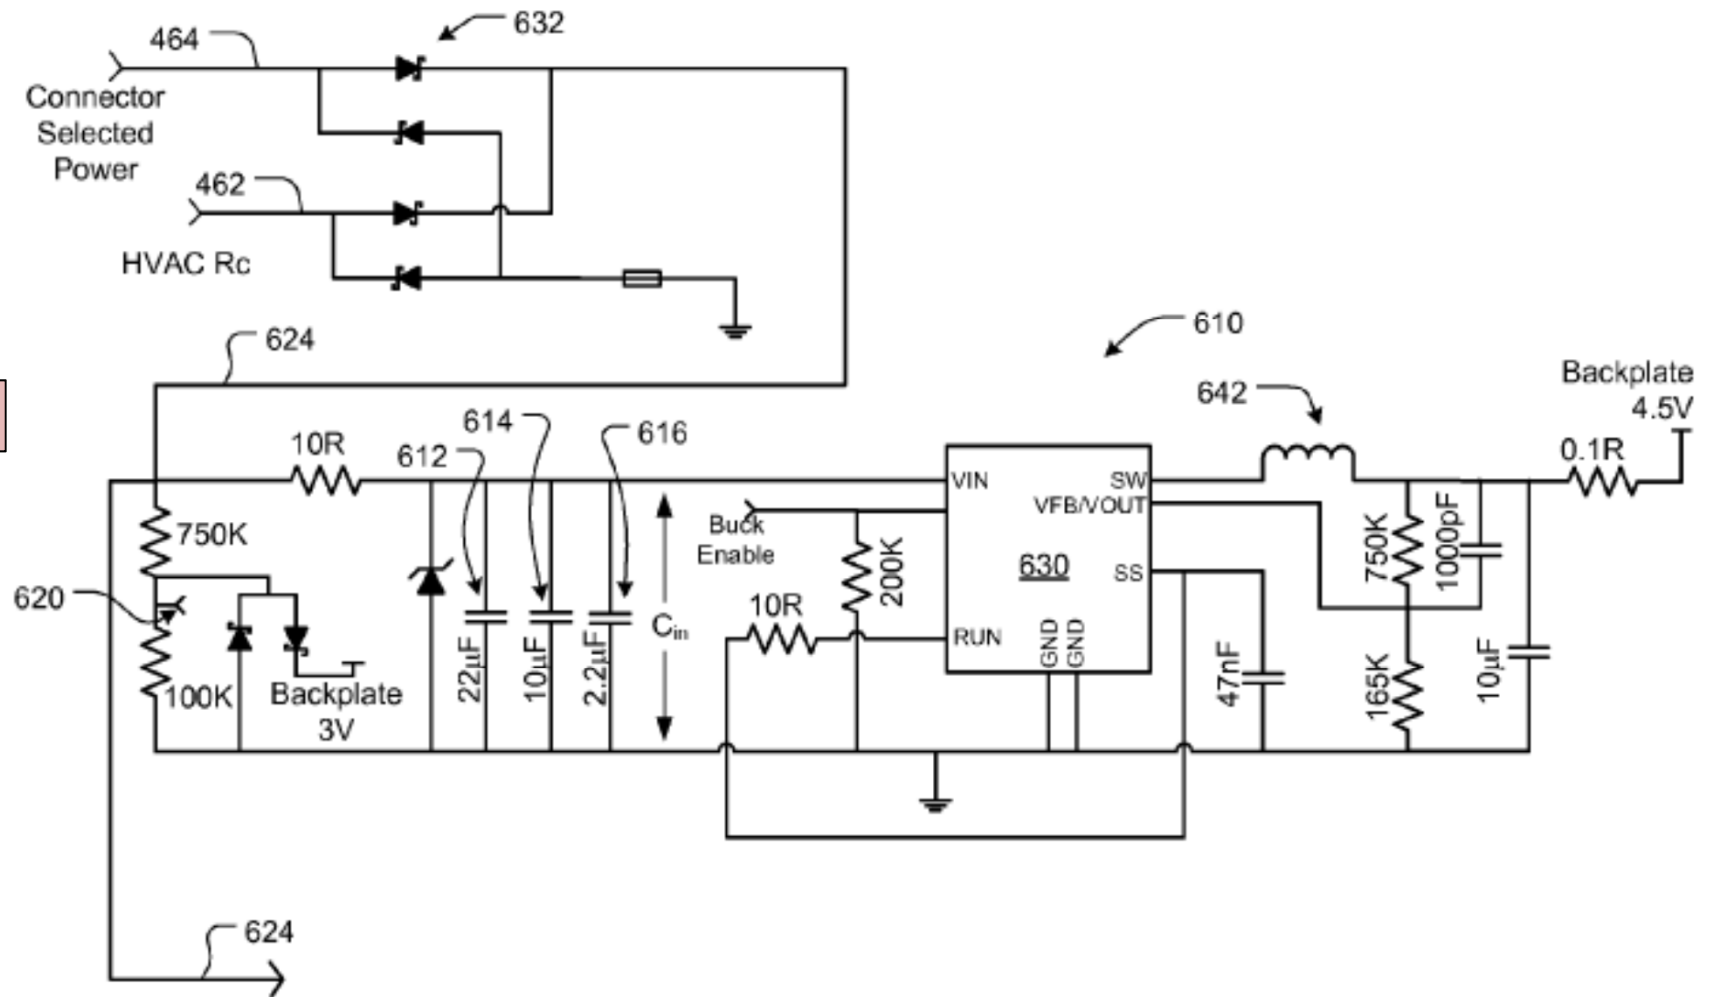 632
464
Connector
Selected
Power
462
HVAC Rc
624
610
642
Backplate
4.5V
614
616
10R
612
0.1R
VIN
SW
VFB/VOUT
Buck
Enable
750K
200K
630
SS
750K
1000pF
620
10R
C in
RUN
GND
GND
100K
Backplate
3V
22µF
10µF
2.2µF
47nF
165K
10µF
624